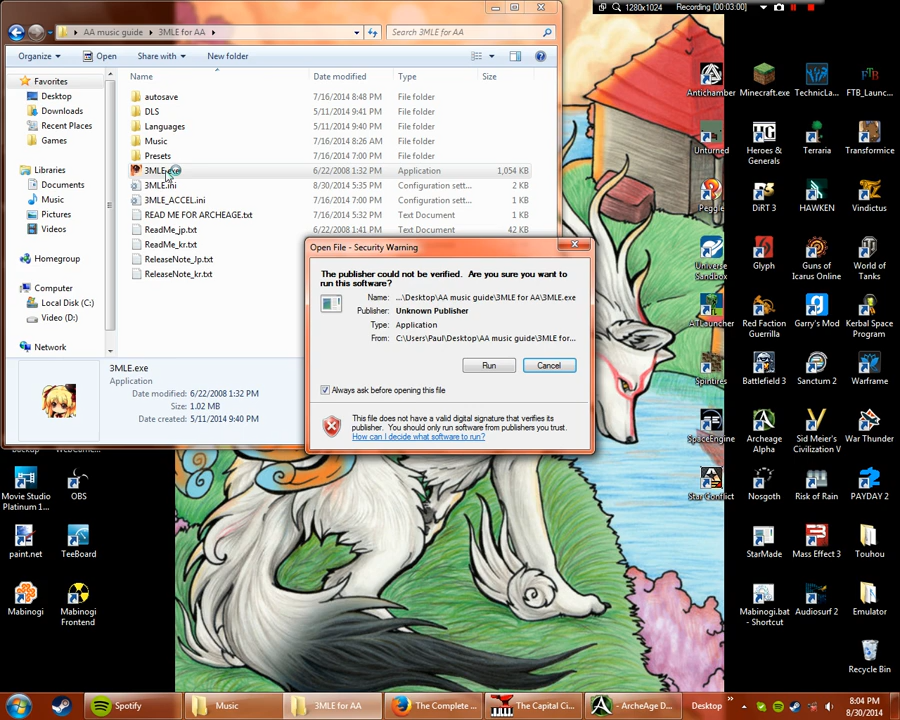 1280x1024 Recording [00:03:00]
AA music guide 3MLE for AA
Search 3MLE for AA
Organize Open Share with New folder
Favorites
Desktop
Downloads
Recent Places
Games
Libraries
Documents
Music
Pictures
Videos
Homegroup
Computer
Local Disk (C:)
Video (D:)
Network
Name Date modified Type Size
autosave 7/16/2014 8:48 PM File folder
DLS 5/11/2014 9:41 PM File folder
Languages 5/11/2014 9:40 PM File folder
Music 7/16/2014 8:26 AM File folder
Presets 7/16/2014 7:00 PM File folder
3MLE.exe 6/22/2008 1:32 PM Application 1,054 KB
3MLE.ini 8/30/2014 5:35 PM Configuration sett... 2 KB
3MLE_ACCEL.ini 7/16/2014 7:00 PM Configuration sett... 1 KB
READ ME FOR ARCHEAGE.txt 7/16/2014 5:32 PM Text Document 1 KB
ReadMe_jp.txt 6/22/2008 1:41 PM Text Document 42 KB
ReadMe_kr.txt
ReleaseNote_Jp.txt
ReleaseNote_kr.txt
3MLE.exe
Application
Date modified: 6/22/2008 1:32 PM
Size: 1.02 MB
Date created: 5/11/2014 9:40 PM
Open File - Security Warning
The publisher could not be verified. Are you sure you want to
run this software?
Name: ...\Desktop\AA music guide\3MLE for AA\3MLE.exe
Publisher: Unknown Publisher
Type: Application
From: C:\Users\Paul\Desktop\AA music guide\3MLE for...
Run Cancel
Always ask before opening this file
This file does not have a valid digital signature that verifies its
publisher. You should only run software from publishers you trust.
How can I decide what software to run?
Antichamber Minecraft.exe TechnicLa... FTB_Launc...
Unturned Heroes &
Generals Terraria Transformice
Peggle DiRT 3 HAWKEN Vindictus
Universe
Sandbox Glyph Guns of
Icarus Online World of
Tanks
ATLauncher Red Faction
Guerrilla Garry's Mod Kerbal Space
Program
Spintires Battlefield 3 Sanctum 2 Warframe
SpaceEngine Archeage
Alpha Sid Meier's
Civilization V War Thunder
Star Conflict Nosgoth Risk of Rain PAYDAY 2
StarMade Mass Effect 3 Touhou
Mabinogi.bat
- Shortcut Audiosurf 2 Emulator
Recycle Bin
Movie Studio
Platinum 1... OBS
paint.net TeeBoard
Mabinogi Mabinogi
Frontend
Spotify Music 3MLE for AA The Complete ... The Capital Ci... - ArcheAge D... Desktop
8:04 PM
8/30/2014